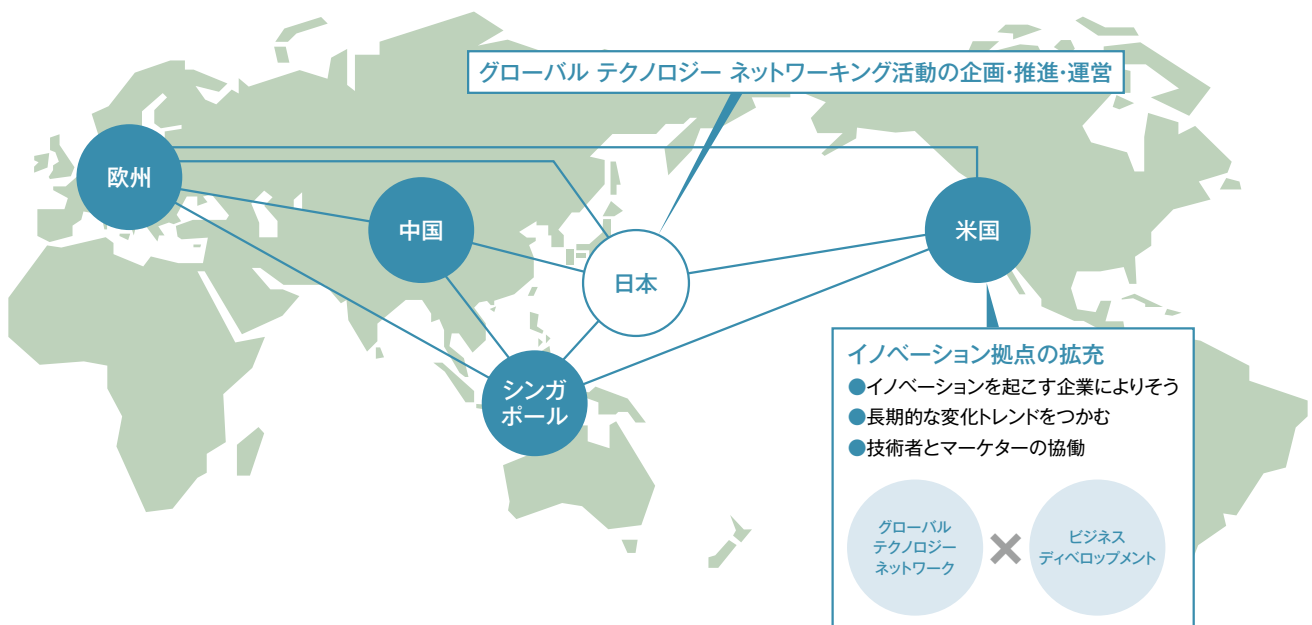 グローバル テクノロジー ネットワーキング活動の企画・推進・運営
欧州
中国
日本
米国
シンガ
ポール
イノベーション拠点の拡充
●イノベーションを起こす企業によりそう
●長期的な変化トレンドをつかむ
●技術者とマーケターの協働
グローバル
テクノロジー
ネットワーク
×
ビジネス
ディベロップメント